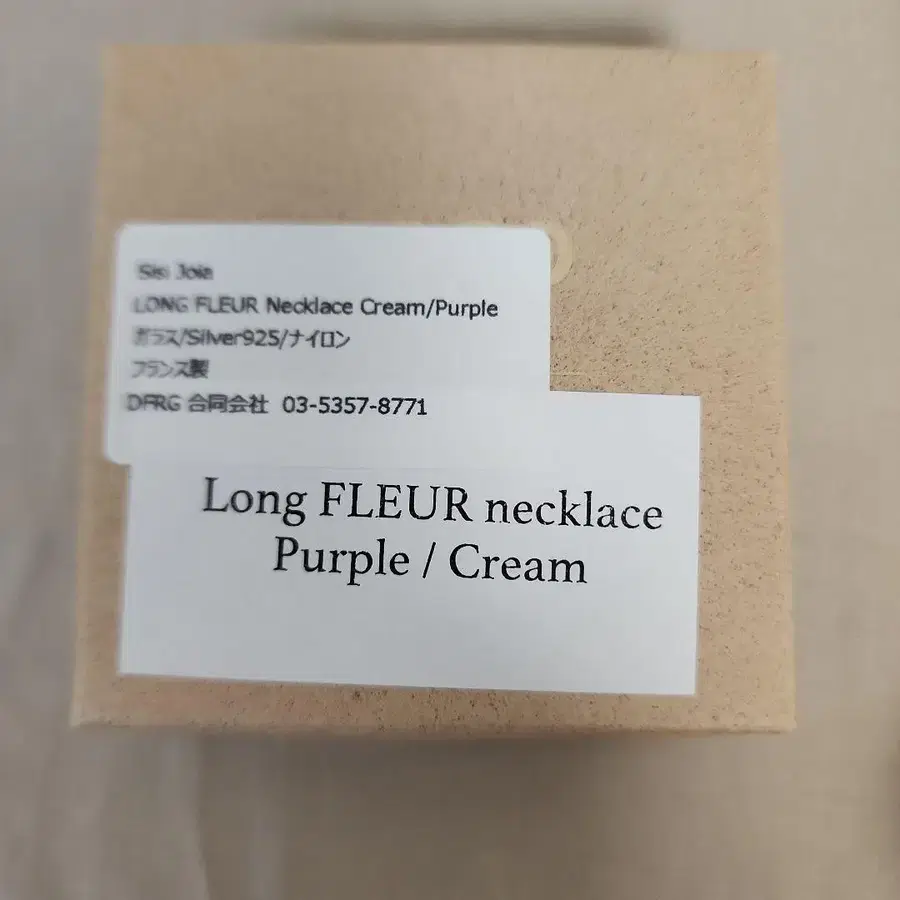 Sisi Joia
LONG FLEUR Necklace Cream/Purple
ガラス/Silver925/ナイロン
フランス製
DFRG 合同会社 03-5357-8771
Long FLEUR necklace
Purple / Cream